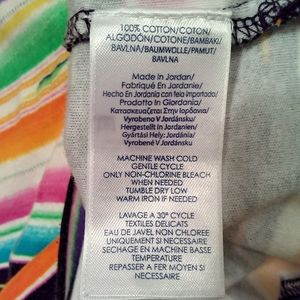 100% COTTON/COTON/
ALGODÓN/COTONE/BAMBAKI/
BAVLNA/BAUMWOLLE/PAMUT/
BAVLNA
Made in Jordan/
Fabriqué En Jordanie/
Hecho En Jordania con feia importado/
Prodotto In Giordania/
Κατασκευάζεται Στην Ιορδανία/
Vyrobeno V Jordánsku/
Hergestellt in Jordanien/
Gyártási Hely: Jordánia/
Vyrobené V Jordánsku
MACHINE WASH COLD
GENTLE CYCLE
ONLY NON-CHLORINE BLEACH
WHEN NEEDED
TUMBLE DRY LOW
WARM IRON IF NEEDED
LAVAGE A 30° CYCLE
TEXTILES DELICATS
EAU DE JAVEL NON CHLOREE
UNIQUEMENT SI NECESSAIRE
SECHAGE EN MACHINE BASSE
TEMPERATURE
REPASSER A FER MOYEN SI
NECESSAIRE